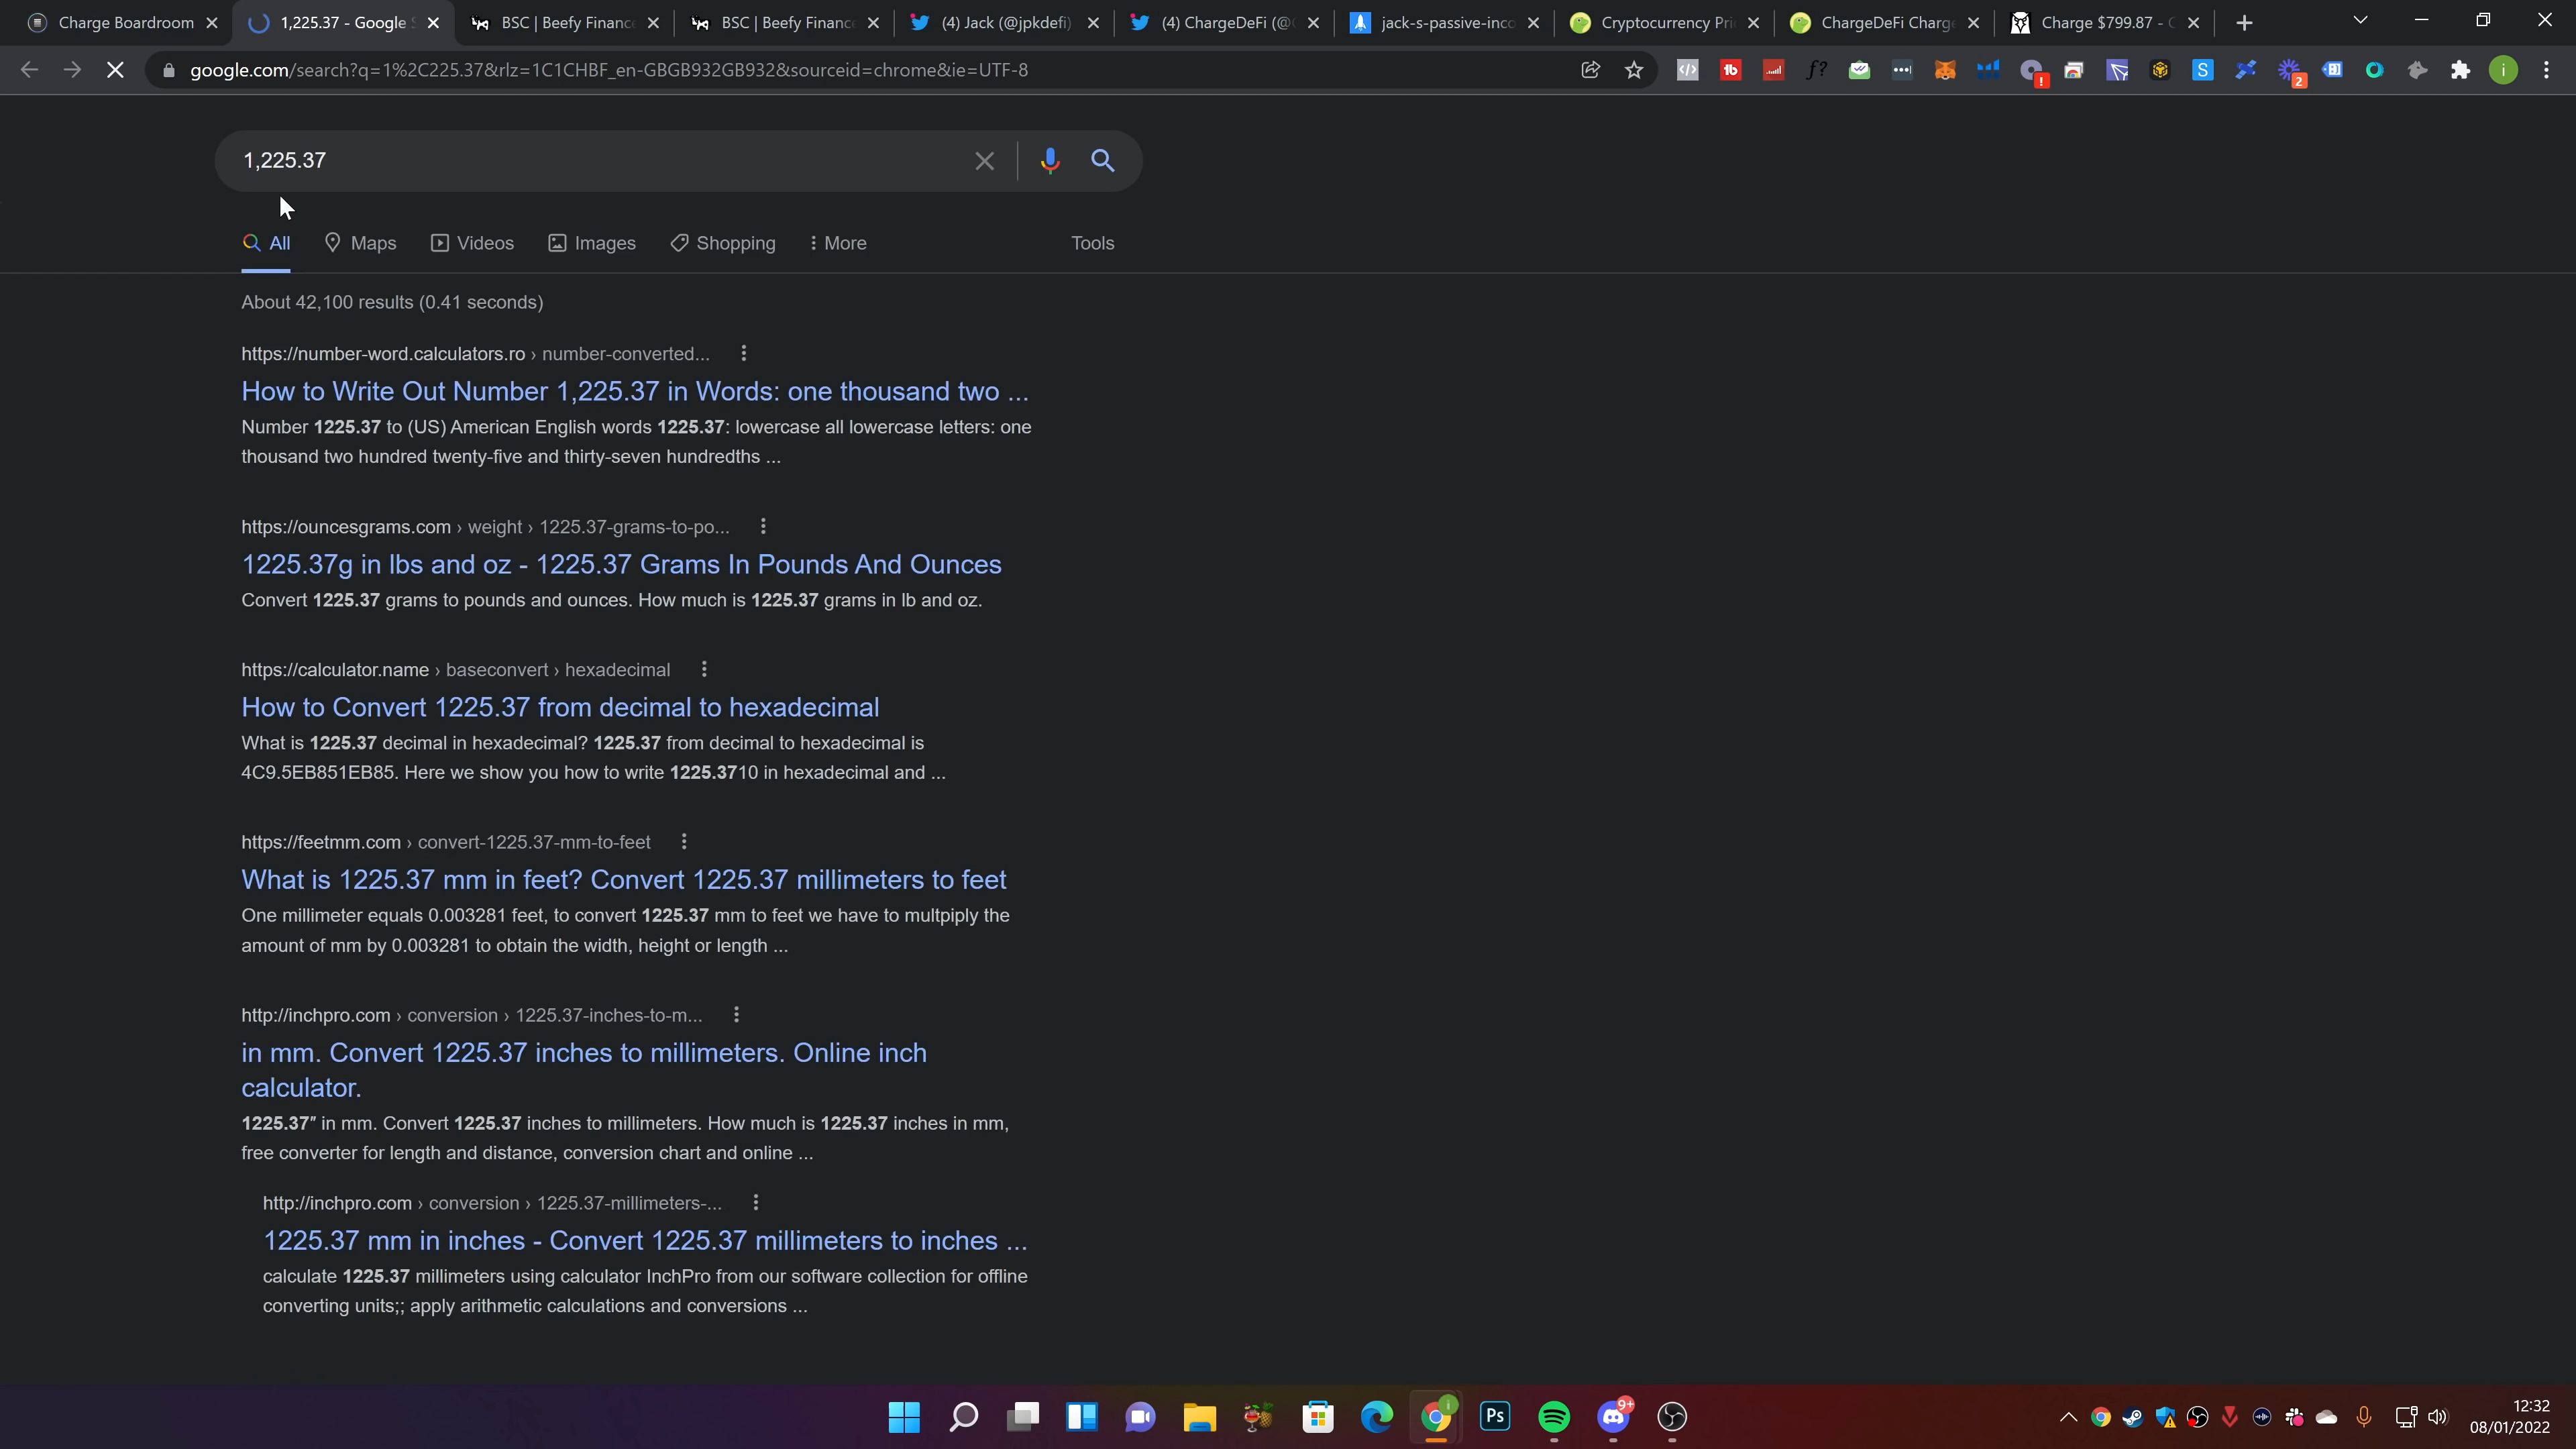 Charge Boardroom
1,225.37 - Google S
BSC | Beefy Finance
BSC | Beefy Finance
(4) Jack (@jpkdefi)
(4) ChargeDeFi (@
jack-s-passive-inco
Cryptocurrency Pri
ChargeDeFi Charge
Charge $799.87 - C
google.com/search?q=1%2C225.37&rlz=1C1CHBF_en-GBGB932GB932&sourceid=chrome&ie=UTF-8
1,225.37
All
Maps
Videos
Images
Shopping
More
Tools
About 42,100 results (0.41 seconds)
https://number-word.calculators.ro › number-converted...
How to Write Out Number 1,225.37 in Words: one thousand two ...
Number 1225.37 to (US) American English words 1225.37: lowercase all lowercase letters: one
thousand two hundred twenty-five and thirty-seven hundredths ...
https://ouncesgrams.com › weight › 1225.37-grams-to-po...
1225.37g in lbs and oz - 1225.37 Grams In Pounds And Ounces
Convert 1225.37 grams to pounds and ounces. How much is 1225.37 grams in lb and oz.
https://calculator.name › baseconvert › hexadecimal
How to Convert 1225.37 from decimal to hexadecimal
What is 1225.37 decimal in hexadecimal? 1225.37 from decimal to hexadecimal is
4C9.5EB851EB85. Here we show you how to write 1225.3710 in hexadecimal and ...
https://feetmm.com › convert-1225.37-mm-to-feet
What is 1225.37 mm in feet? Convert 1225.37 millimeters to feet
One millimeter equals 0.003281 feet, to convert 1225.37 mm to feet we have to multpiply the
amount of mm by 0.003281 to obtain the width, height or length ...
http://inchpro.com › conversion › 1225.37-inches-to-m...
in mm. Convert 1225.37 inches to millimeters. Online inch
calculator.
1225.37″ in mm. Convert 1225.37 inches to millimeters. How much is 1225.37 inches in mm,
free converter for length and distance, conversion chart and online ...
http://inchpro.com › conversion › 1225.37-millimeters-...
1225.37 mm in inches - Convert 1225.37 millimeters to inches ...
calculate 1225.37 millimeters using calculator InchPro from our software collection for offline
converting units;; apply arithmetic calculations and conversions ...
Ps
9+
12:32
08/01/2022